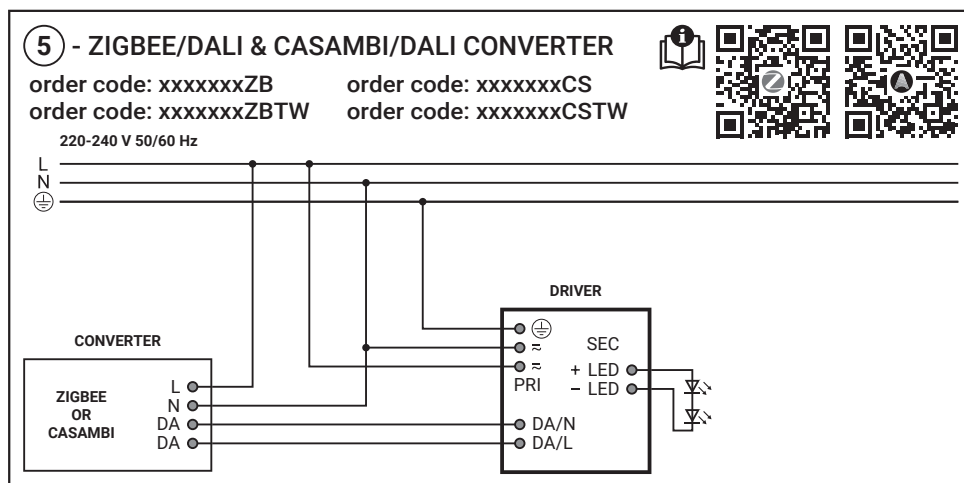 5 - ZIGBEE/DALI & CASAMBI/DALI CONVERTER
order code: xxxxxxxZB order code: xxxxxxxCS
order code: xxxxxxxZBTW order code: xxxxxxxCSTW
220-240 V 50/60 Hz
L
N
DRIVER
CONVERTER
ZIGBEE
OR
CASAMBI
L
N
DA
DA
PRI
SEC
+ LED
− LED
DA/N
DA/L